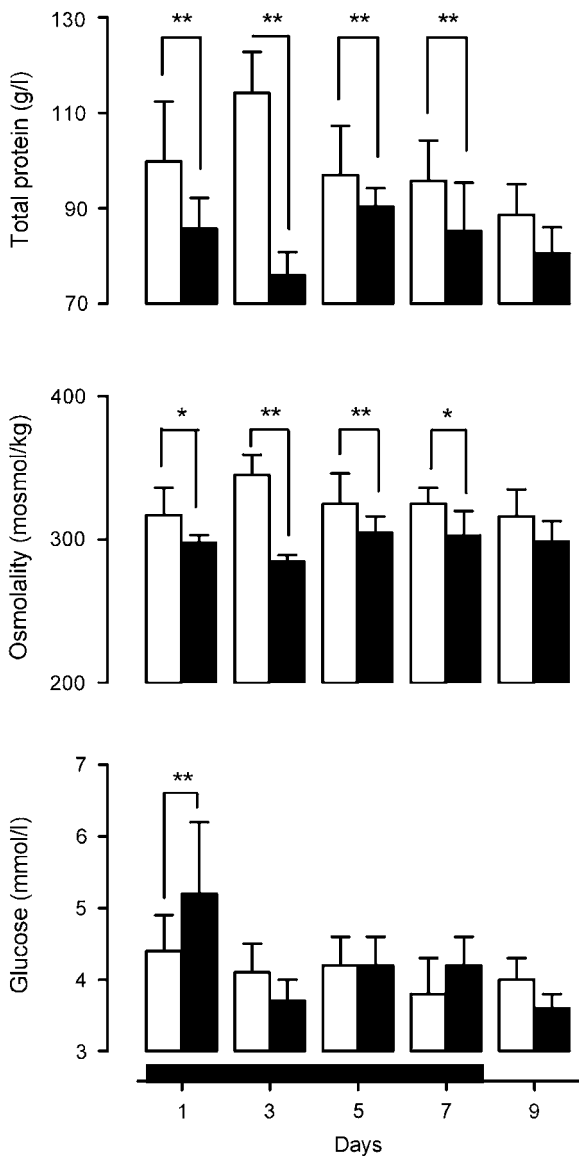 130
110
90
70
Total protein (g/l)
** ** ** **
400
300
200
Osmolality (mosmol/kg)
* ** ** *
7
6
5
4
3
Glucose (mmol/l)
**
1 3 5 7 9
Days